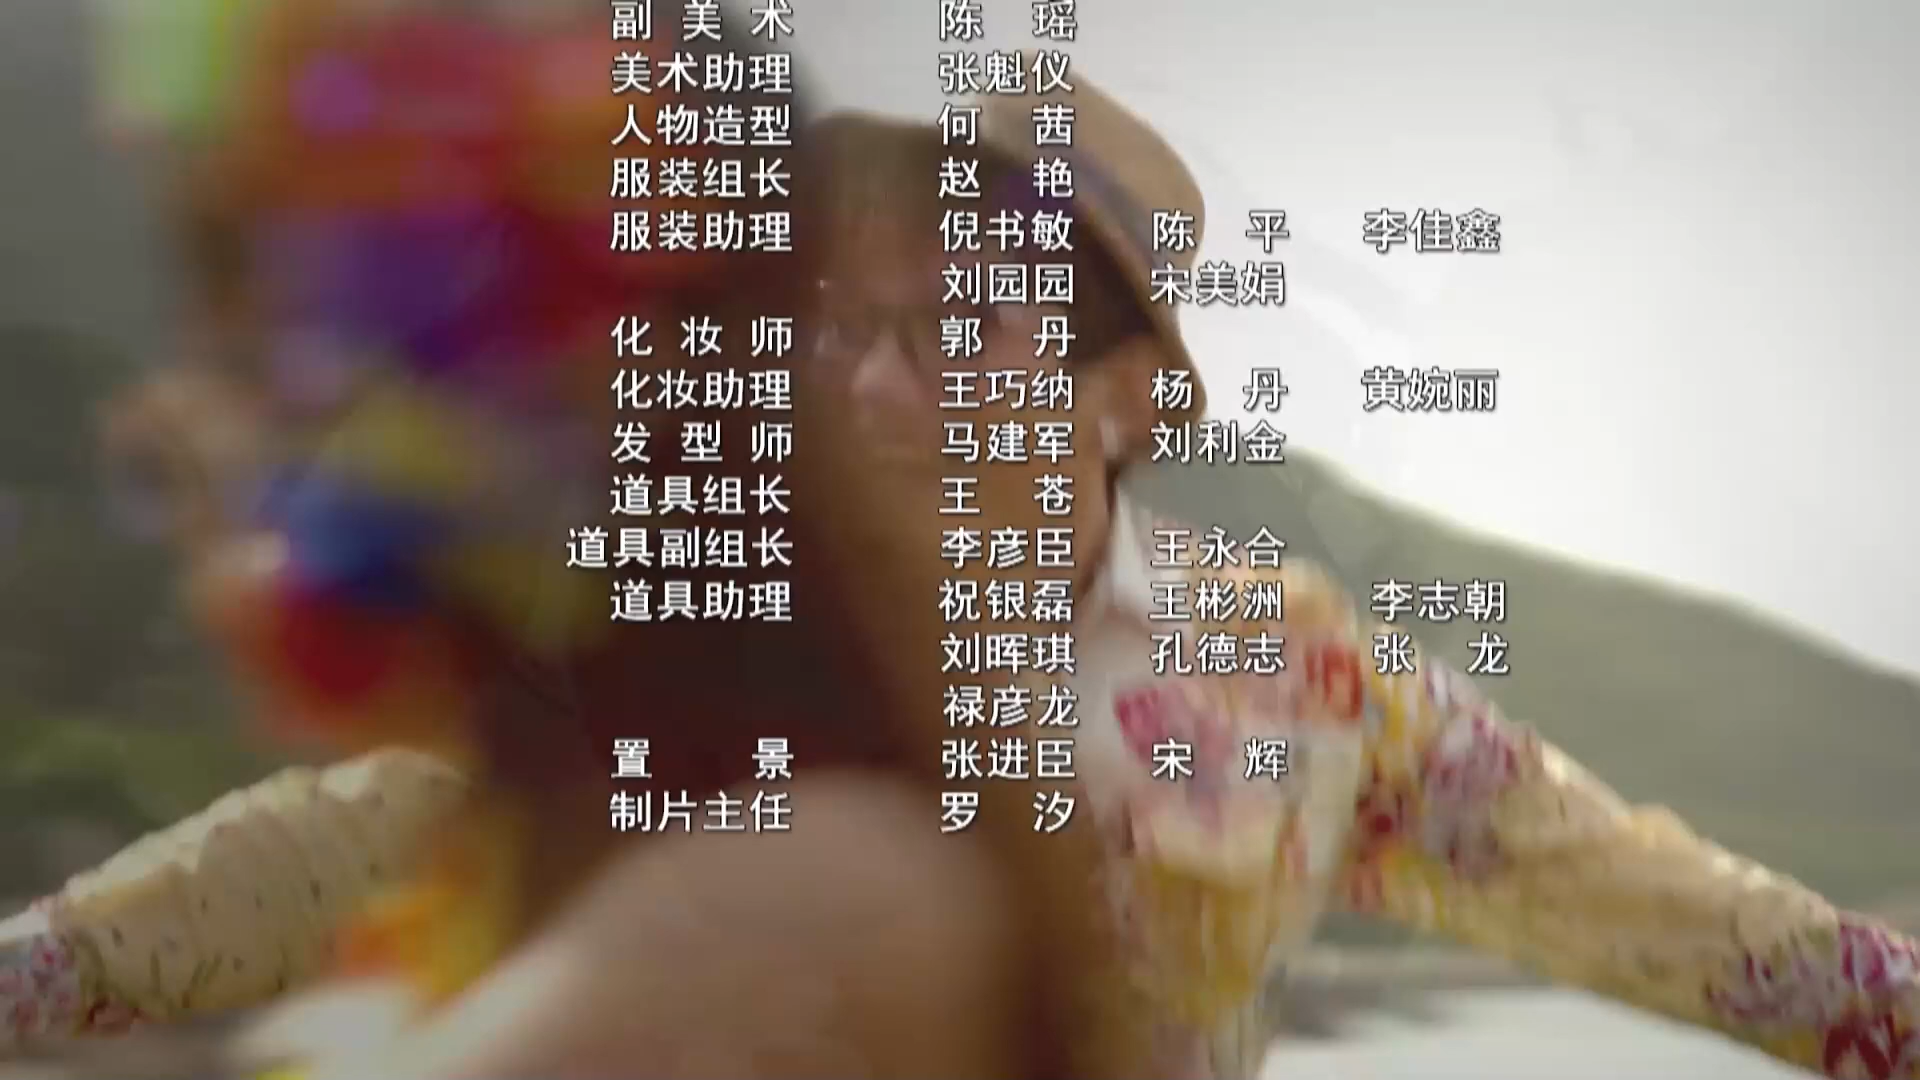 副美术 陈瑶
美术助理 张魁仪
人物造型 何茜
服装组长 赵艳
服装助理 倪书敏 陈平 李佳鑫
刘园园 宋美娟
化妆师 郭丹
化妆助理 王巧纳 杨丹 黄婉丽
发型师 马建军 刘利金
道具组长 王苍
道具副组长 李彦臣 王永合
道具助理 祝银磊 王彬洲 李志朝
刘晖琪 孔德志 张龙
禄彦龙
置景 张进臣 宋辉
制片主任 罗汐